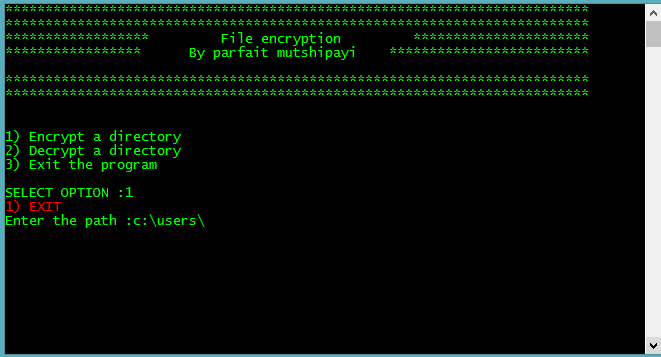 *************************************************************************
*************************************************************************
****************** File encryption **********************
***************** By parfait mutshipayi *************************
*************************************************************************
*************************************************************************
1) Encrypt a directory
2) Decrypt a directory
3) Exit the program
SELECT OPTION :1
1) EXIT
Enter the path :c:\users\